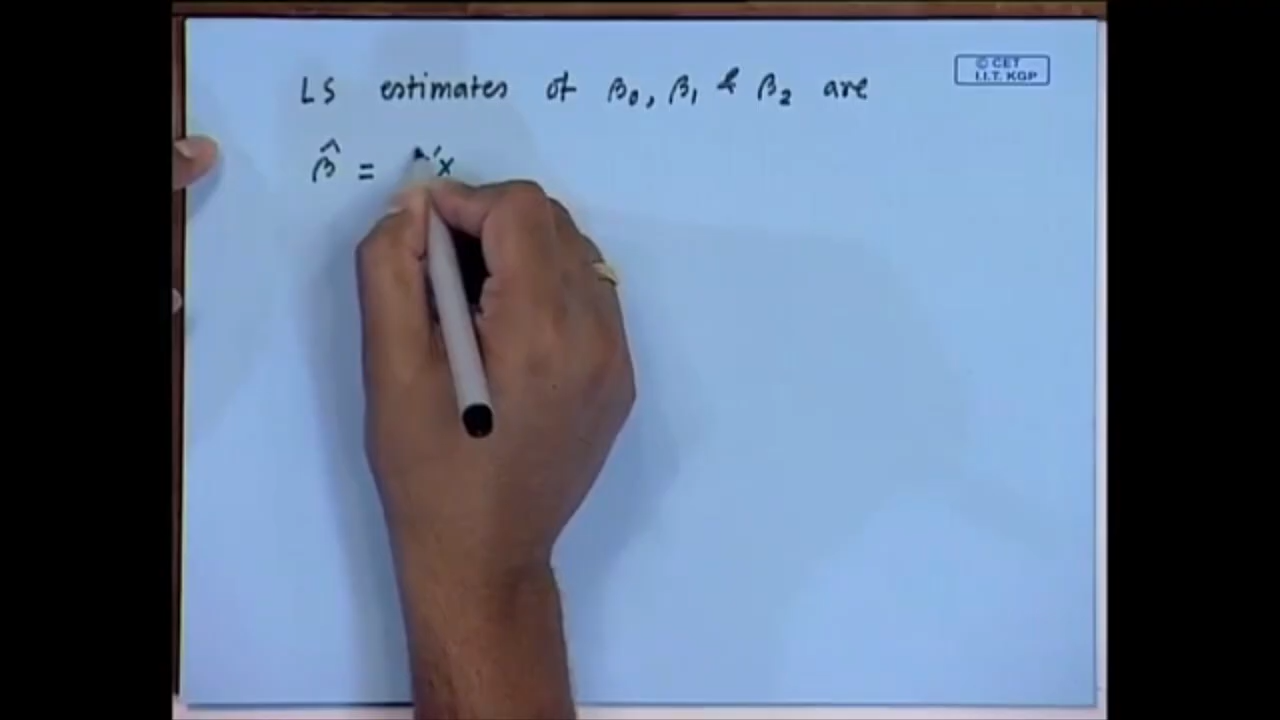 © CET
I.I.T. KGP
LS estimates of β₀, β₁ & β₂ are
β̂ = x'x